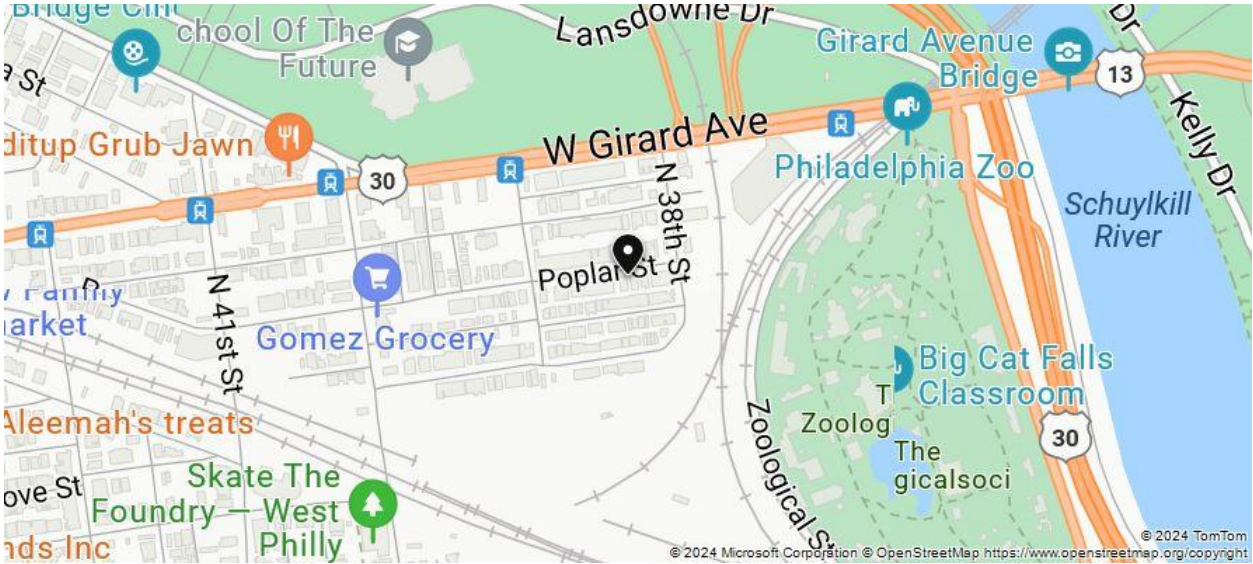 Bridge
chool Of The
Future
Lansdowne Dr
Girard Avenue
Bridge
13
Dr
Kelly Dr
a St
ditup Grub Jawn
W Girard Ave
30
Philadelphia Zoo
Schuylkill
River
N 38th St
Poplar St
N 41st St
Gomez Grocery
arket
Big Cat Falls
Classroom
T
Zoolog
The
gicalsoci
Aleemah's treats
Zoological St
30
Skate The
Foundry — West
Philly
ove St
nds Inc
© 2024 TomTom
© 2024 Microsoft Corporation © OpenStreetMap https://www.openstreetmap.org/copyright